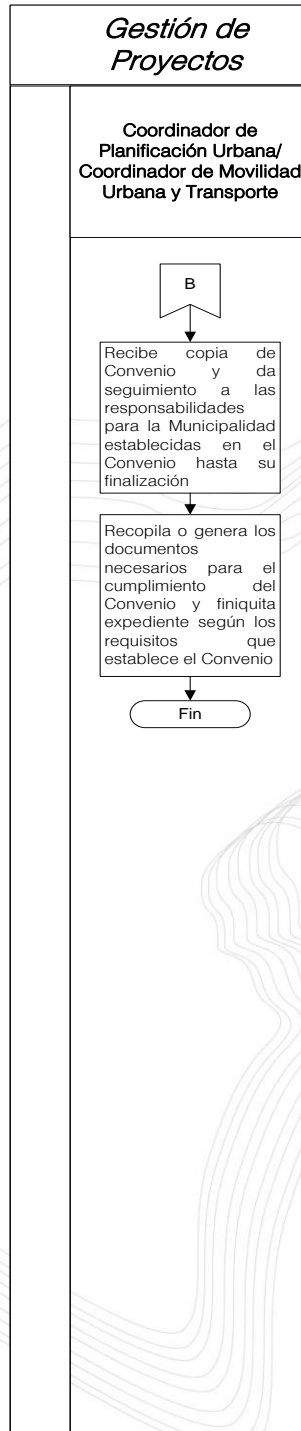 Gestión de
Proyectos
Coordinador de
Planificación Urbana/
Coordinador de Movilidad
Urbana y Transporte
B
Recibe copia de
Convenio y da
seguimiento a las
responsabilidades
para la Municipalidad
establecidas en el
Convenio hasta su
finalización
Recopila o genera los
documentos
necesarios para el
cumplimiento del
Convenio y finiquita
expediente según los
requisitos que
establece el Convenio
Fin